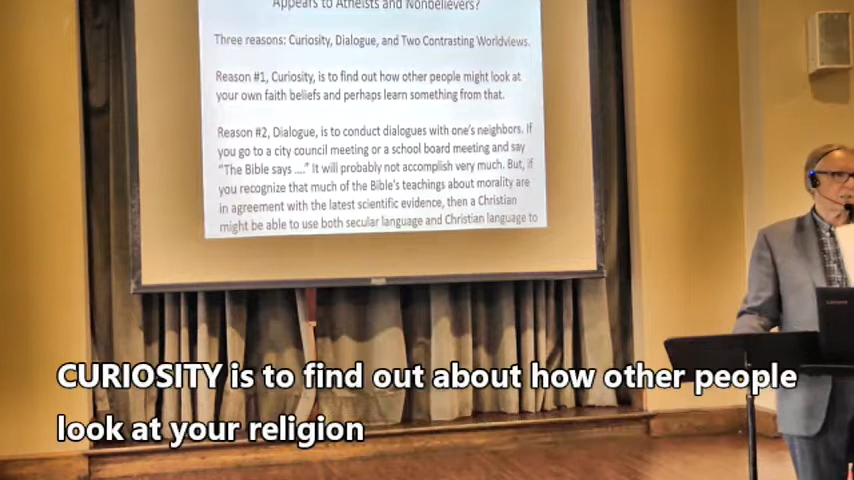 Appears to Atheists and Nonbelievers?
Three reasons: Curiosity, Dialogue, and Two Contrasting Worldviews.
Reason #1, Curiosity, is to find out how other people might look at
your own faith beliefs and perhaps learn something from that.
Reason #2, Dialogue, is to conduct dialogues with one's neighbors. If
you go to a city council meeting or a school board meeting and say
"The Bible says ...." It will probably not accomplish very much. But, if
you recognize that much of the Bible's teachings about morality are
in agreement with the latest scientific evidence, then a Christian
might be able to use both secular language and Christian language to
Lenovo
CURIOSITY is to find out about how other people
look at your religion